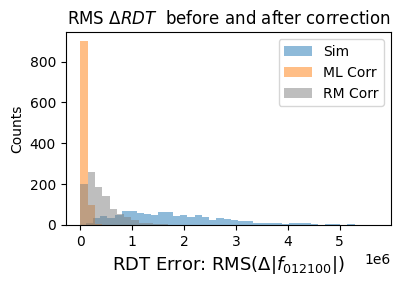 RMS ΔRDT before and after correction
Sim
ML Corr
RM Corr
Counts
800
600
400
200
0
0 1 2 3 4 5
1e6
RDT Error: RMS(Δ|f₀₁₂₁₀₀|)